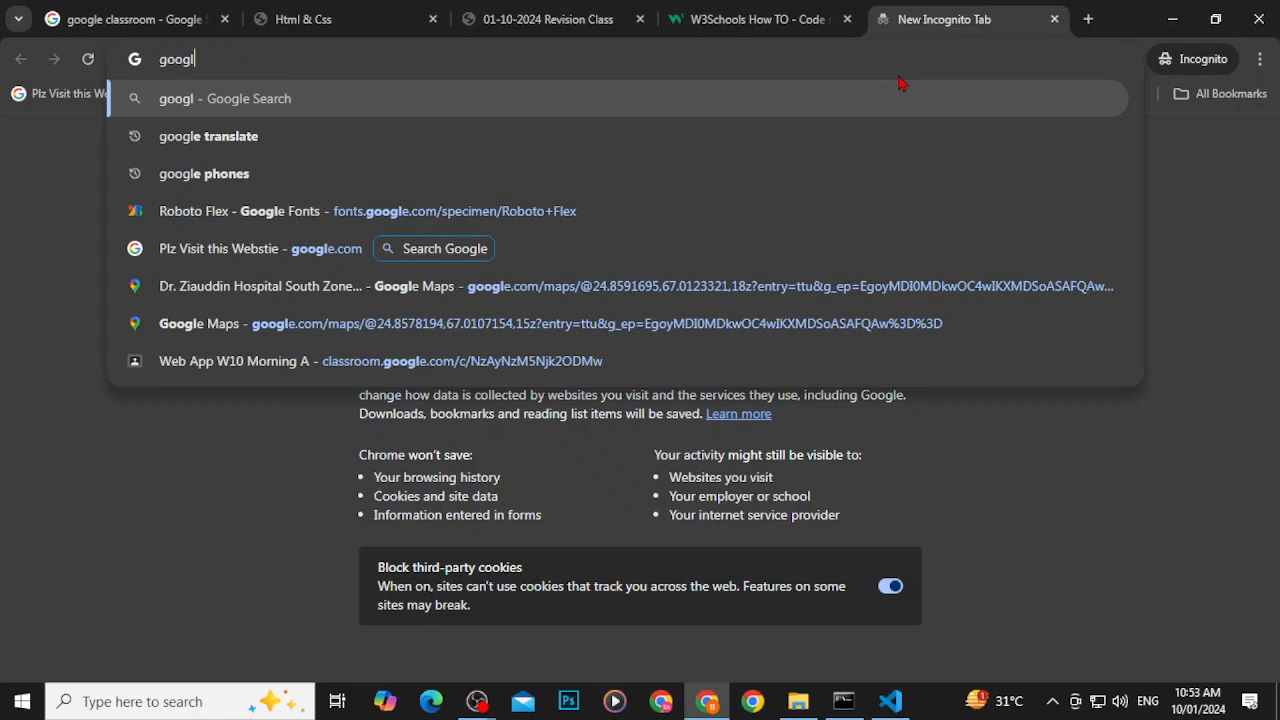 google classroom - Google S
Html & Css
01-10-2024 Revision Class
W3Schools How TO - Code s
New Incognito Tab
googl
Incognito
Plz Visit this We
All Bookmarks
googl - Google Search
google translate
google phones
Roboto Flex - Google Fonts - fonts.google.com/specimen/Roboto+Flex
Plz Visit this Webstie - google.com Search Google
Dr. Ziauddin Hospital South Zone... - Google Maps - google.com/maps/@24.8591695,67.0123321,18z?entry=ttu&g_ep=EgoyMDI0MDkwOC4wIKXMDSoASAFQAw...
Google Maps - google.com/maps/@24.8578194,67.0107154,15z?entry=ttu&g_ep=EgoyMDI0MDkwOC4wIKXMDSoASAFQAw%3D%3D
Web App W10 Morning A - classroom.google.com/c/NzAyNzM5Njk2ODMw
change how data is collected by websites you visit and the services they use, including Google.
Downloads, bookmarks and reading list items will be saved. Learn more
Chrome won't save:
• Your browsing history
• Cookies and site data
• Information entered in forms
Your activity might still be visible to:
• Websites you visit
• Your employer or school
• Your internet service provider
Block third-party cookies
When on, sites can't use cookies that track you across the web. Features on some
sites may break.
Type here to search
Ps
1
31°C
ENG
10:53 AM
10/01/2024